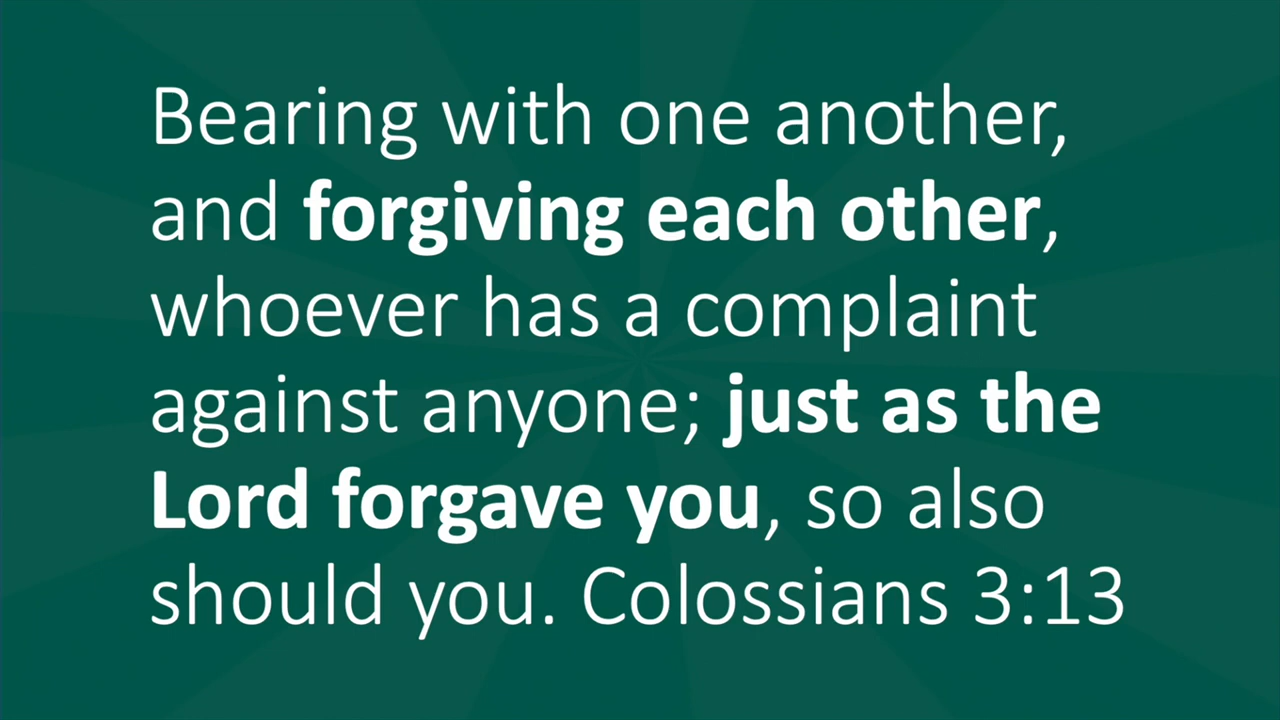 Bearing with one another,
and forgiving each other,
whoever has a complaint
against anyone; just as the
Lord forgave you, so also
should you. Colossians 3:13